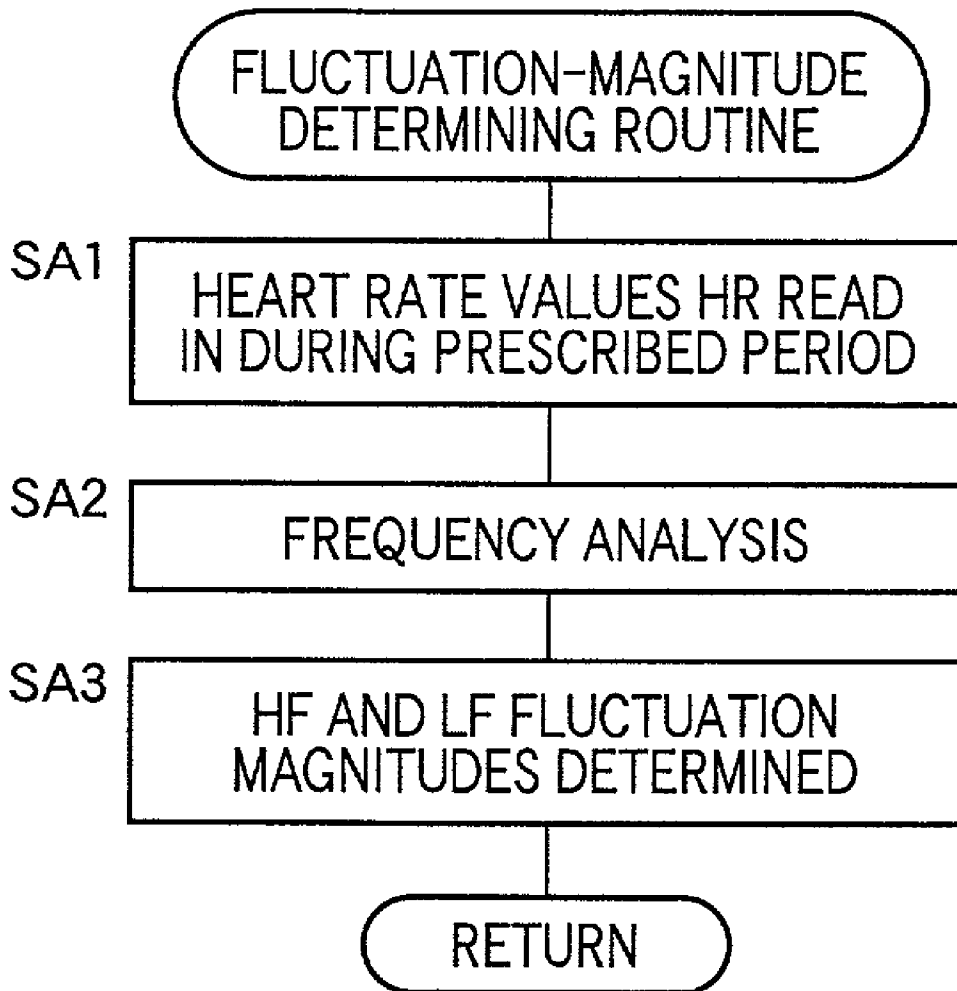 FLUCTUATION-MAGNITUDE
DETERMINING ROUTINE
SA1
HEART RATE VALUES HR READ
IN DURING PRESCRIBED PERIOD
SA2
FREQUENCY ANALYSIS
SA3
HF AND LF FLUCTUATION
MAGNITUDES DETERMINED
RETURN